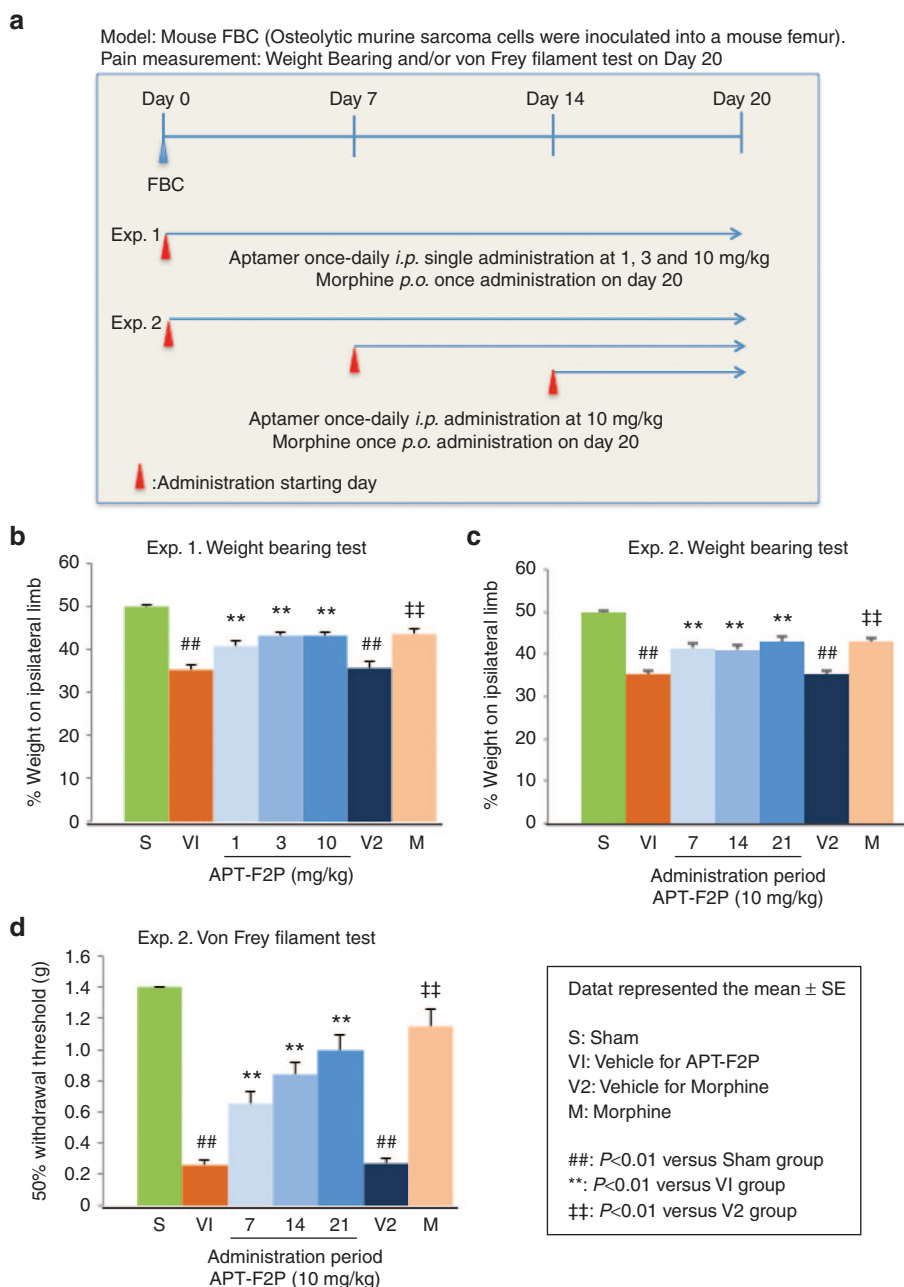 a
Model: Mouse FBC (Osteolytic murine sarcoma cells were inoculated into a mouse femur).
Pain measurement: Weight Bearing and/or von Frey filament test on Day 20
Day 0 Day 7 Day 14 Day 20
FBC
Exp. 1
Aptamer once-daily i.p. single administration at 1, 3 and 10 mg/kg
Morphine p.o. once administration on day 20
Exp. 2
Aptamer once-daily i.p. administration at 10 mg/kg
Morphine once p.o. administration on day 20
:Administration starting day
b
Exp. 1. Weight bearing test
% Weight on ipsilateral limb
60
50
40
30
20
10
0
## ** ** ** ## ‡‡
S VI 1 3 10 V2 M
APT-F2P (mg/kg)
c
Exp. 2. Weight bearing test
% Weight on ipsilateral limb
60
50
40
30
20
10
0
## ** ** ** ## ‡‡
S VI 7 14 21 V2 M
Administration period
APT-F2P (10 mg/kg)
d
Exp. 2. Von Frey filament test
50% withdrawal threshold (g)
1.6
1.4
1.2
1.0
0.8
0.6
0.4
0.2
0
## ** ** ** ## ‡‡
S VI 7 14 21 V2 M
Administration period
APT-F2P (10 mg/kg)
Datat represented the mean ± SE
S: Sham
VI: Vehicle for APT-F2P
V2: Vehicle for Morphine
M: Morphine
##: P<0.01 versus Sham group
**: P<0.01 versus VI group
‡‡: P<0.01 versus V2 group